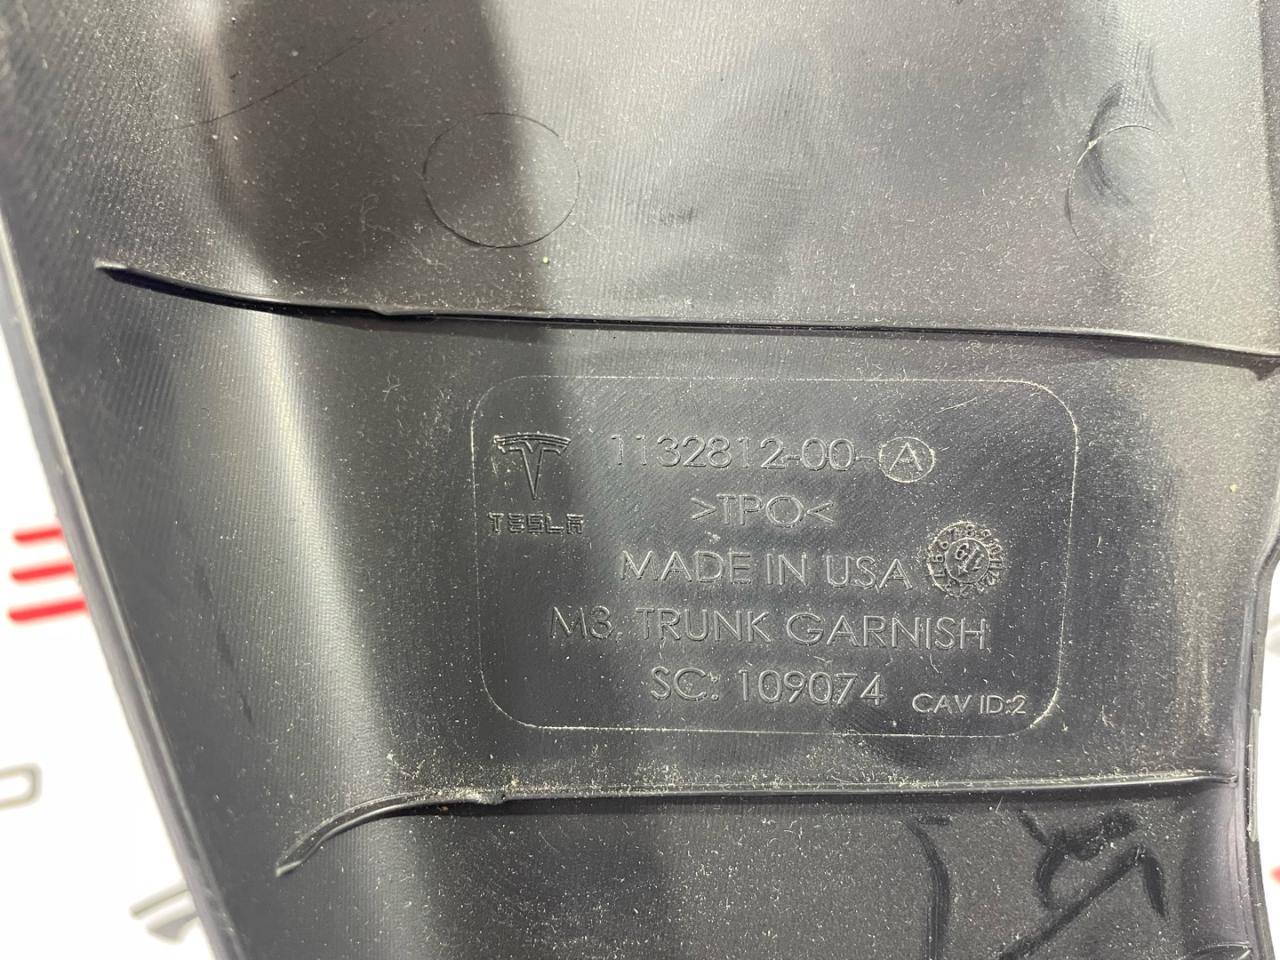 1132812-00-A
TESLA
>TPO<
MADE IN USA
M3, TRUNK GARNISH
SC: 109074
CAV ID:2